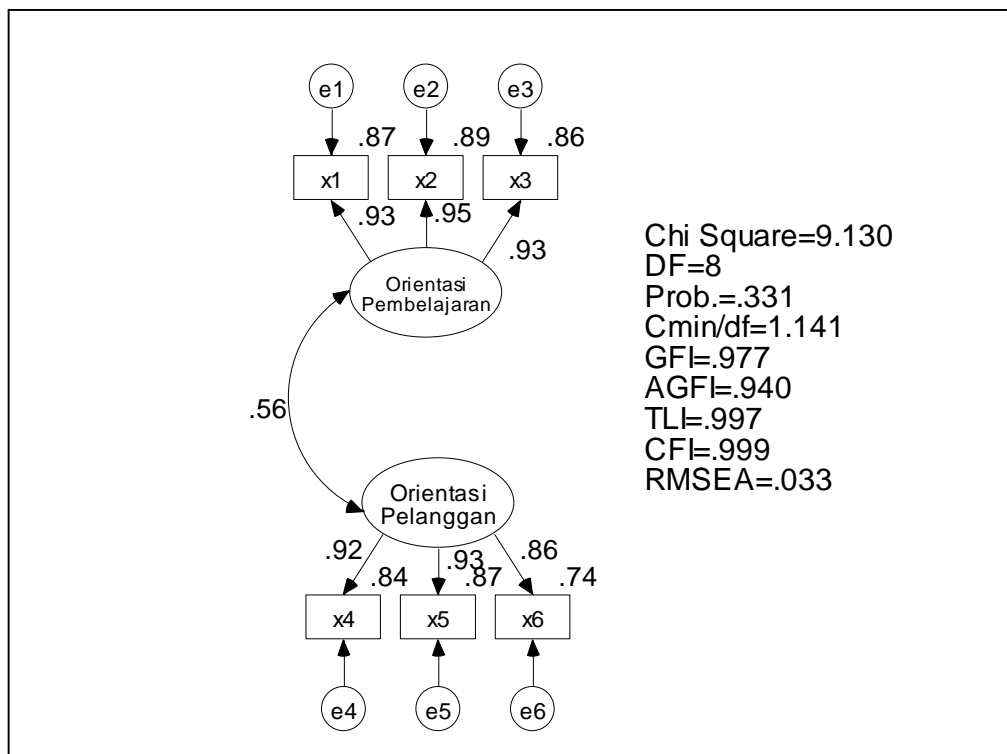 e1 e2 e3
.87 .89 .86
x1 x2 x3
.93 .95 .93
Orientasi
Pembelajaran
.56
Orientasi
Pelanggan
.92 .93 .86
.84 .87 .74
x4 x5 x6
e4 e5 e6
Chi Square=9.130
DF=8
Prob.=.331
Cmin/df=1.141
GFI=.977
AGFI=.940
TLI=.997
CFI=.999
RMSEA=.033